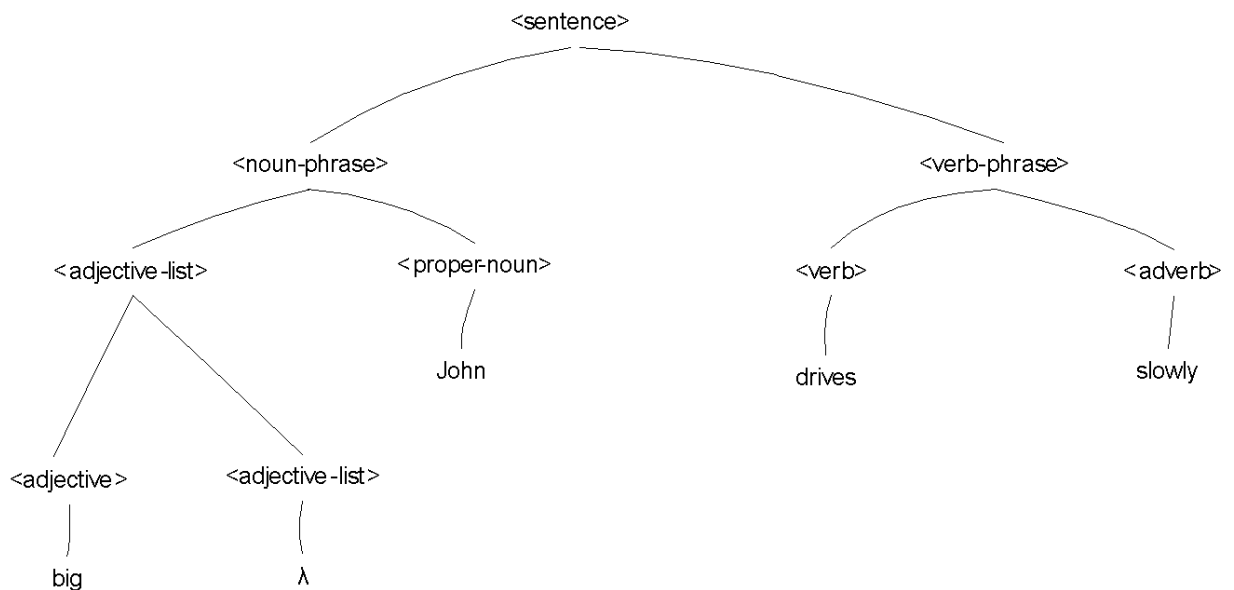 <sentence>
<noun-phrase> <verb-phrase>
<adjective-list> <proper-noun> <verb> <adverb>
John drives slowly
<adjective> <adjective-list>
big λ